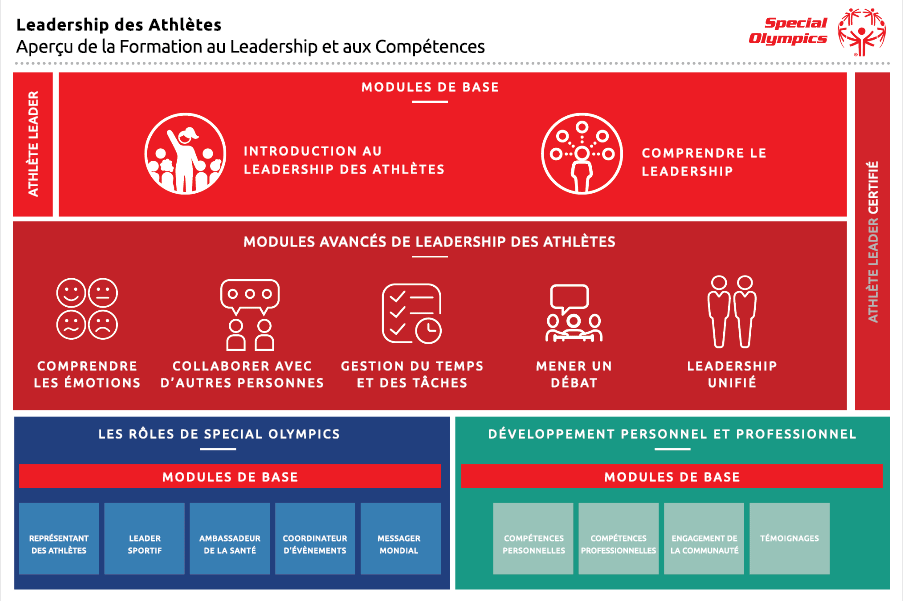 Leadership des Athlètes
Aperçu de la Formation au Leadership et aux Compétences
Special
Olympics
ATHLÈTE LEADER
MODULES DE BASE
INTRODUCTION AU
LEADERSHIP DES ATHLÈTES
COMPRENDRE LE
LEADERSHIP
ATHLÈTE LEADER CERTIFIÉ
MODULES AVANCÉS DE LEADERSHIP DES ATHLÈTES
COMPRENDRE
LES ÉMOTIONS
COLLABORER AVEC
D'AUTRES PERSONNES
GESTION DU TEMPS
ET DES TÂCHES
MENER UN
DÉBAT
LEADERSHIP
UNIFIÉ
LES RÔLES DE SPECIAL OLYMPICS
MODULES DE BASE
REPRÉSENTANT
DES ATHLÈTES
LEADER
SPORTIF
AMBASSADEUR
DE LA SANTÉ
COORDINATEUR
D'ÉVÈNEMENTS
MESSAGER
MONDIAL
DÉVELOPPEMENT PERSONNEL ET PROFESSIONNEL
MODULES DE BASE
COMPÉTENCES
PERSONNELLES
COMPÉTENCES
PROFESSIONNELLES
ENGAGEMENT DE
LA COMMUNAUTÉ
TÉMOIGNAGES